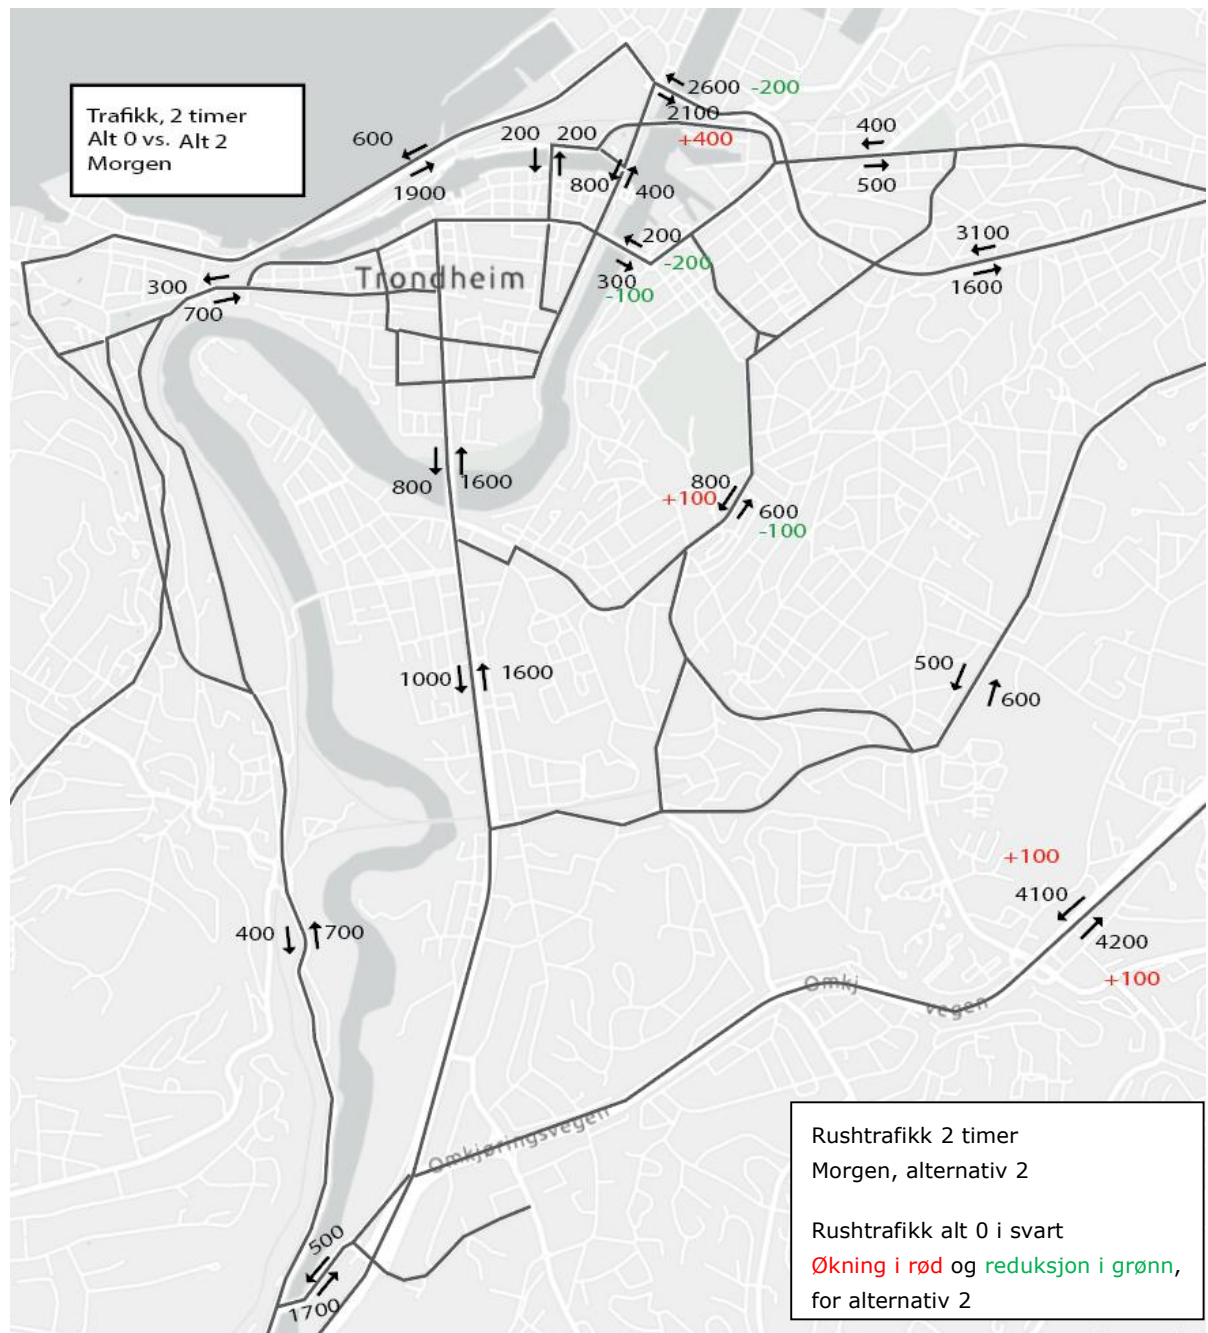 Trafikk, 2 timer
Alt 0 vs. Alt 2
Morgen
2600 -200
2100
+400
600
1900
200 200
800 400
400
500
200
-200
300
-100
3100
1600
300
700
Trondheim
800 1600
800
+100
600
-100
1000 1600
500
600
+100
4100
4200
+100
400 700
Omkj
vegen
Omkjøringsvegen
500
1700
Rushtrafikk 2 timer
Morgen, alternativ 2
Rushtrafikk alt 0 i svart
Økning i rød og reduksjon i grønn,
for alternativ 2